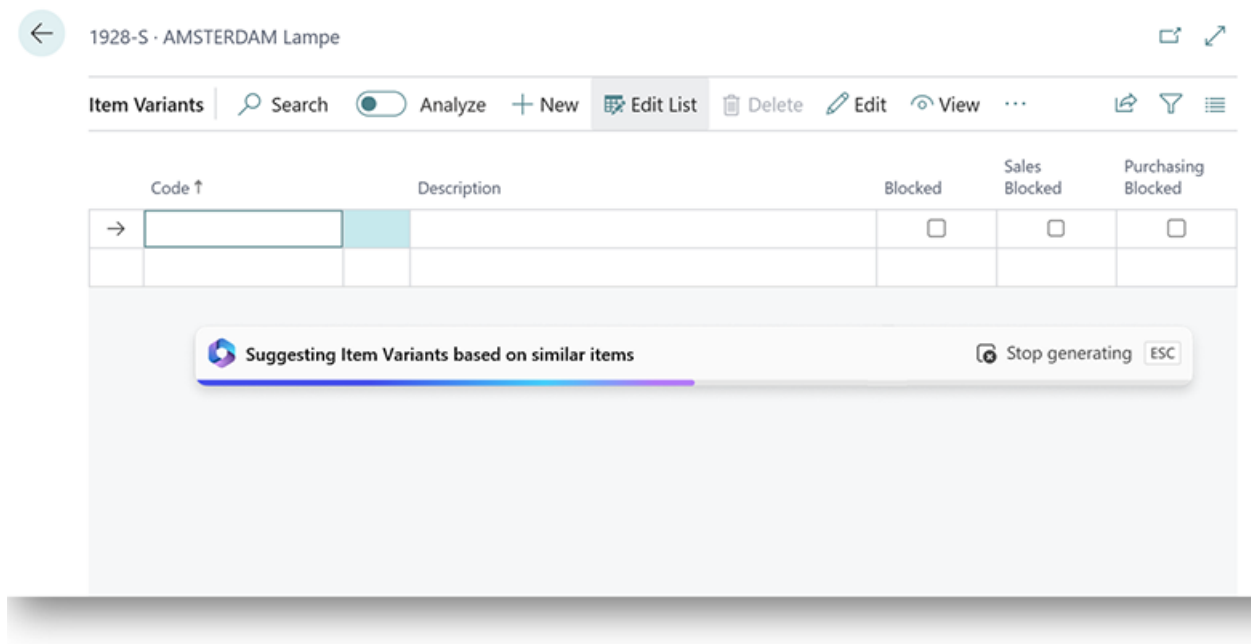 1928-S · AMSTERDAM Lampe
Item Variants Search Analyze + New Edit List Delete Edit View ···
Code ↑ Description Blocked Sales Blocked Purchasing Blocked
Suggesting Item Variants based on similar items Stop generating ESC